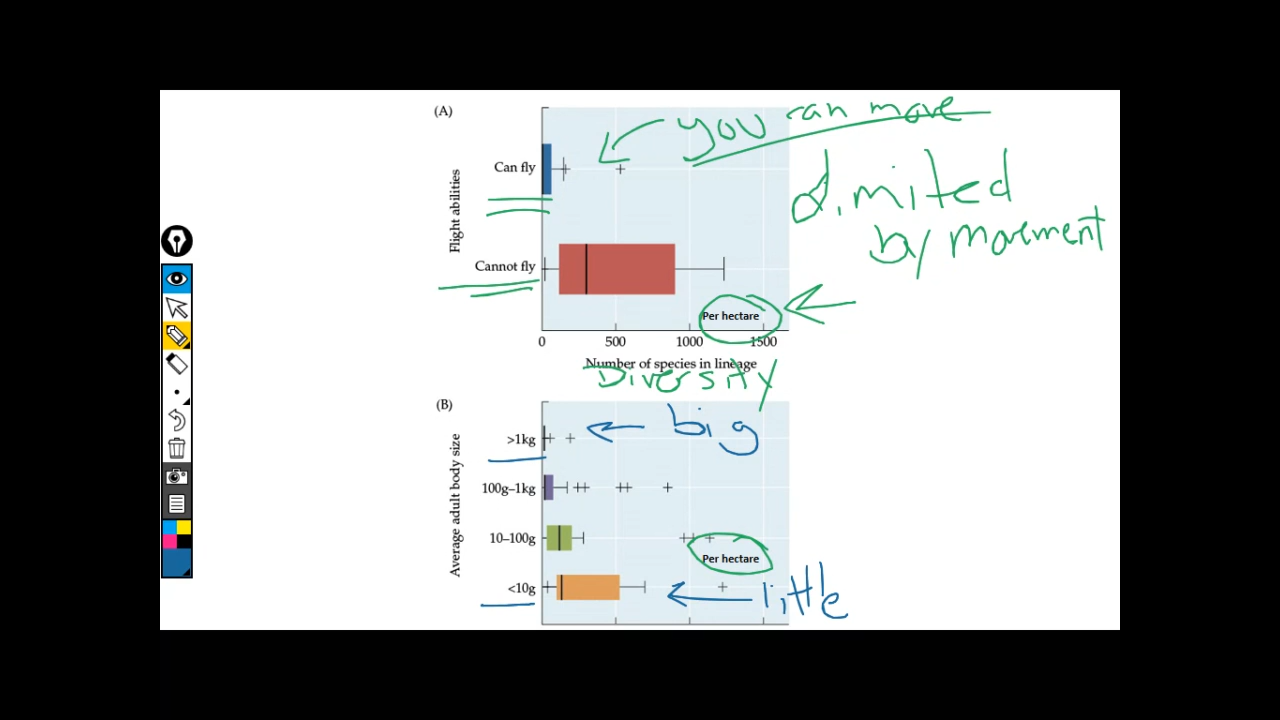 (A)
you can move
Can fly
Flight abilities
limited
by movement
Cannot fly
Per hectare
0 500 1000 1500
Number of species in lineage
Diversity
(B)
big
>1kg
Average adult body size
100g–1kg
10–100g
Per hectare
<10g
little